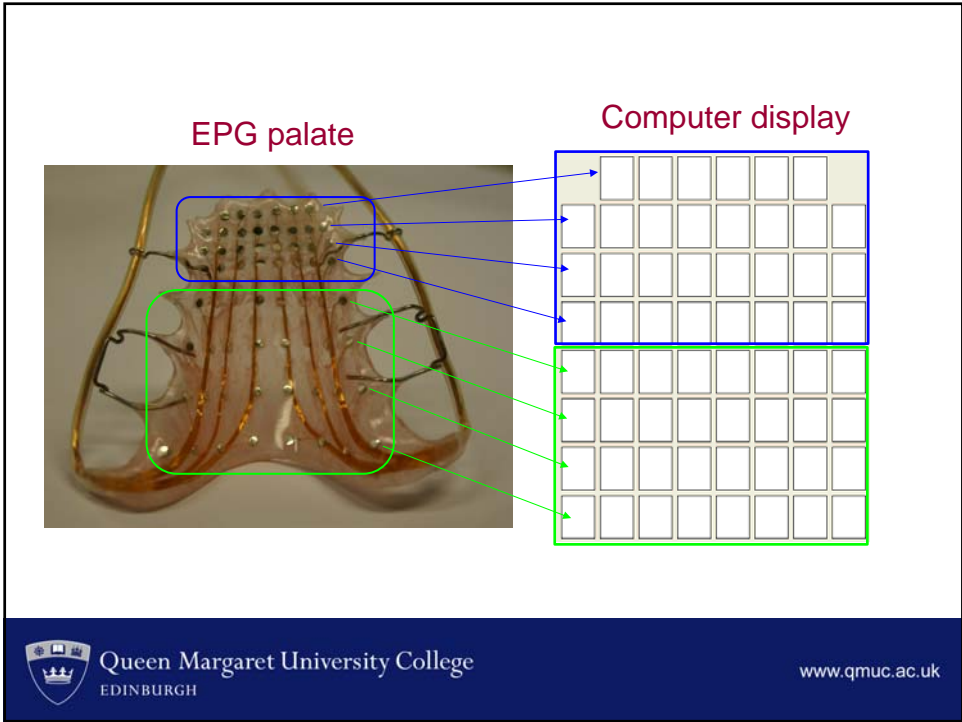 EPG palate
Computer display
Queen Margaret University College
EDINBURGH
www.qmuc.ac.uk